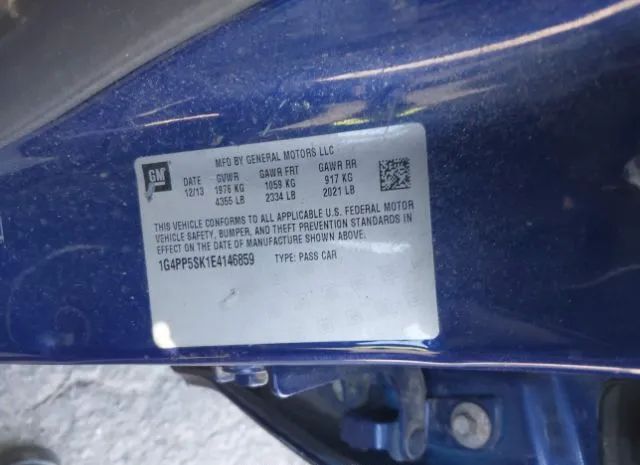 MFD BY GENERAL MOTORS LLC
GM
DATE GVWR GAWR FRT GAWR RR
12/13 1976 KG 1059 KG 917 KG
4355 LB 2334 LB 2021 LB
THIS VEHICLE CONFORMS TO ALL APPLICABLE U.S. FEDERAL MOTOR
VEHICLE SAFETY, BUMPER, AND THEFT PREVENTION STANDARDS IN
EFFECT ON THE DATE OF MANUFACTURE SHOWN ABOVE.
1G4PP5SK1E4146859 TYPE: PASS CAR